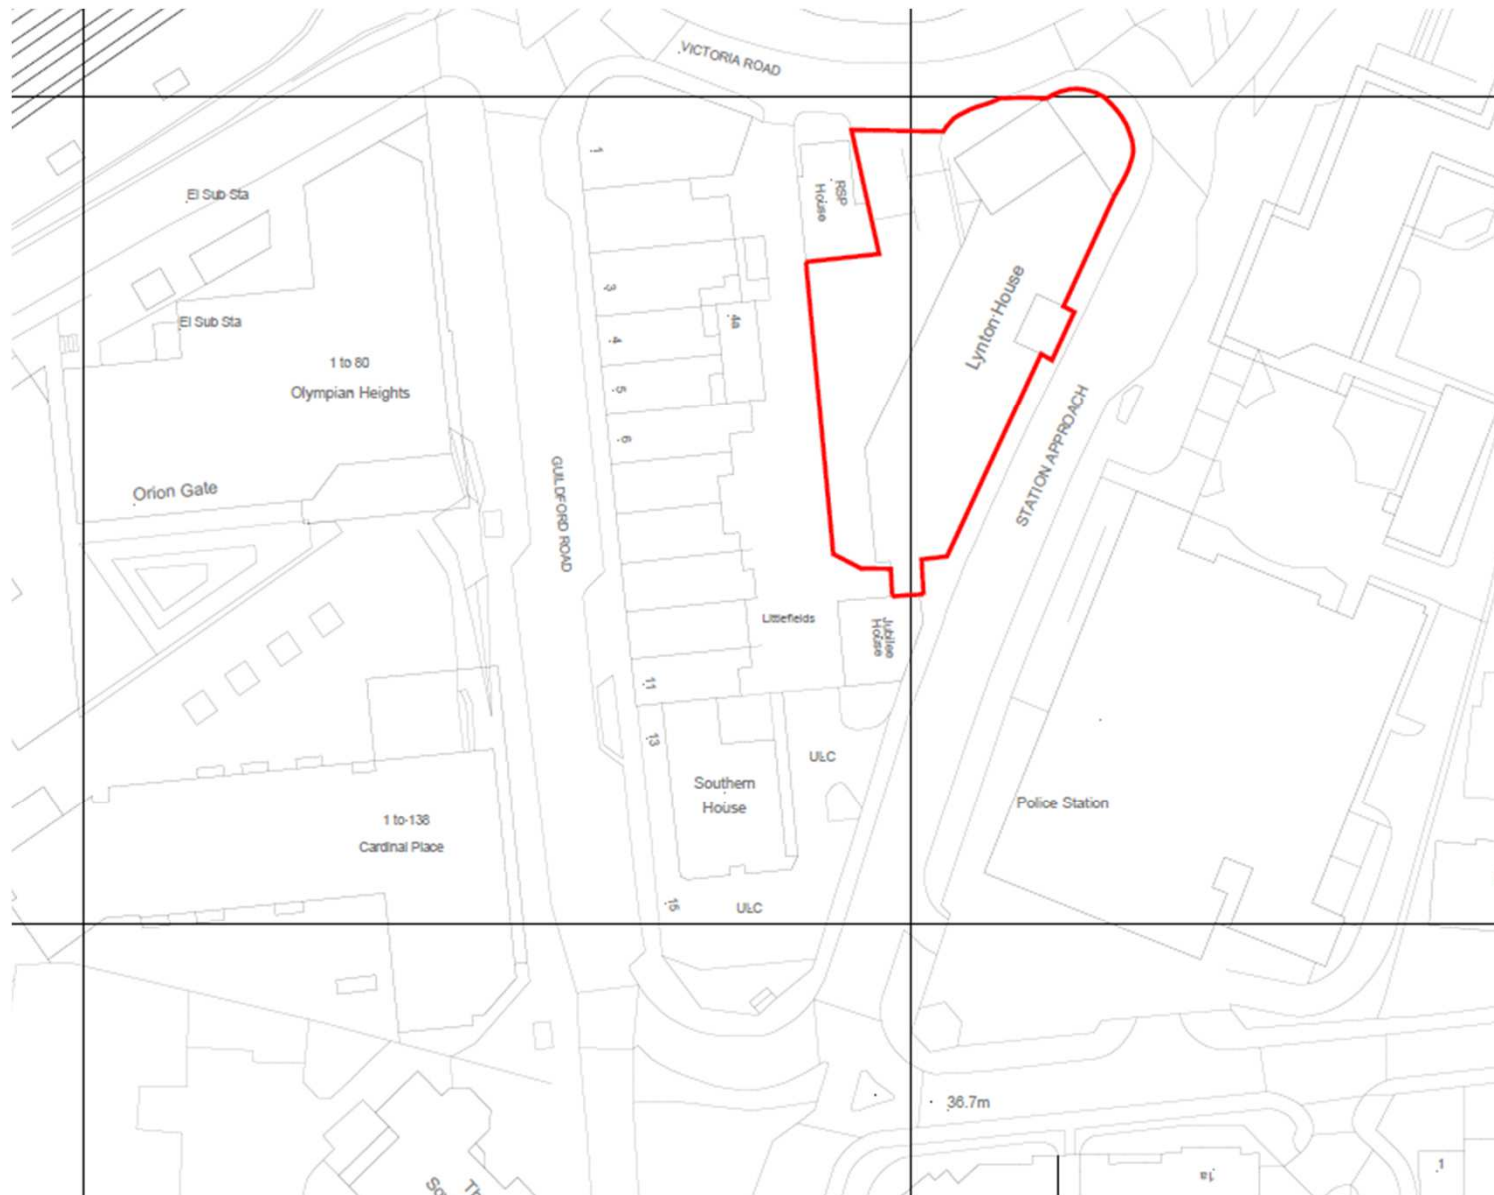 VICTORIA ROAD
1
RSP
House
El Sub Sta
3
Lynton House
El Sub Sta
4a
4
1 to 80
Olympian Heights
5
6
STATION APPROACH
Orion Gate
GUILDFORD ROAD
Littlefields
Jubilee
House
11
13
ULC
Southern
House
Police Station
1 to 138
Cardinal Place
15
ULC
36.7m
1a
1